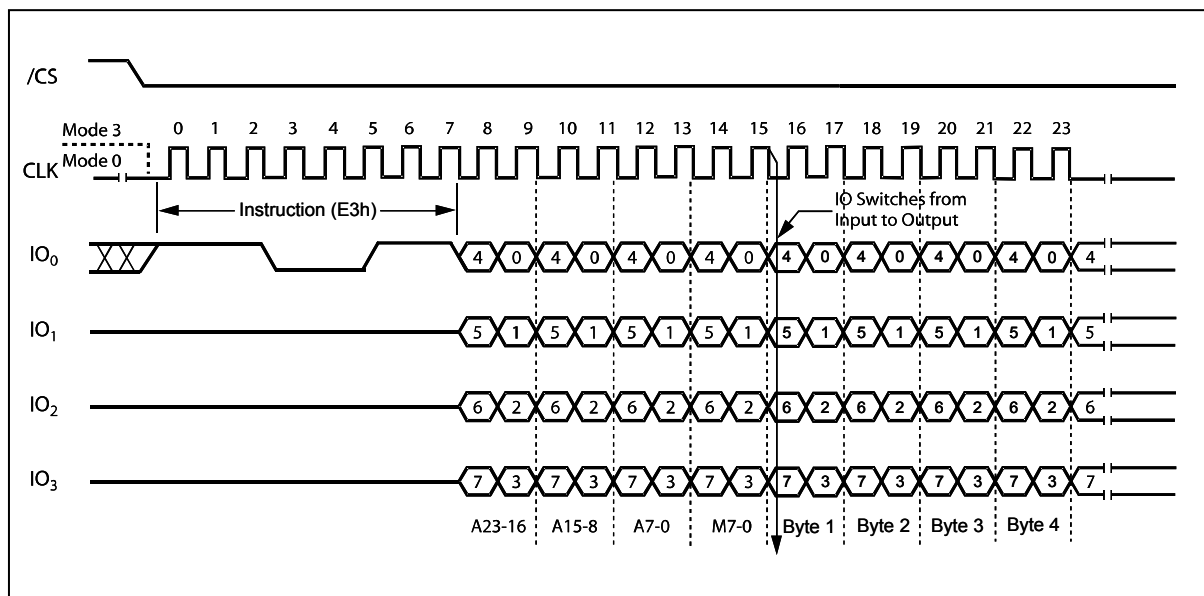 /CS
Mode 3
0 1 2 3 4 5 6 7 8 9 10 11 12 13 14 15 16 17 18 19 20 21 22 23
Mode 0
CLK
Instruction (E3h)
IO Switches from
Input to Output
IO0
4 0 4 0 4 0 4 0 4 0 4 0 4 0 4 0 4
IO1
5 1 5 1 5 1 5 1 5 1 5 1 5 1 5 1 5
IO2
6 2 6 2 6 2 6 2 6 2 6 2 6 2 6 2 6
IO3
7 3 7 3 7 3 7 3 7 3 7 3 7 3 7 3 7
A23-16 A15-8 A7-0 M7-0 Byte 1 Byte 2 Byte 3 Byte 4